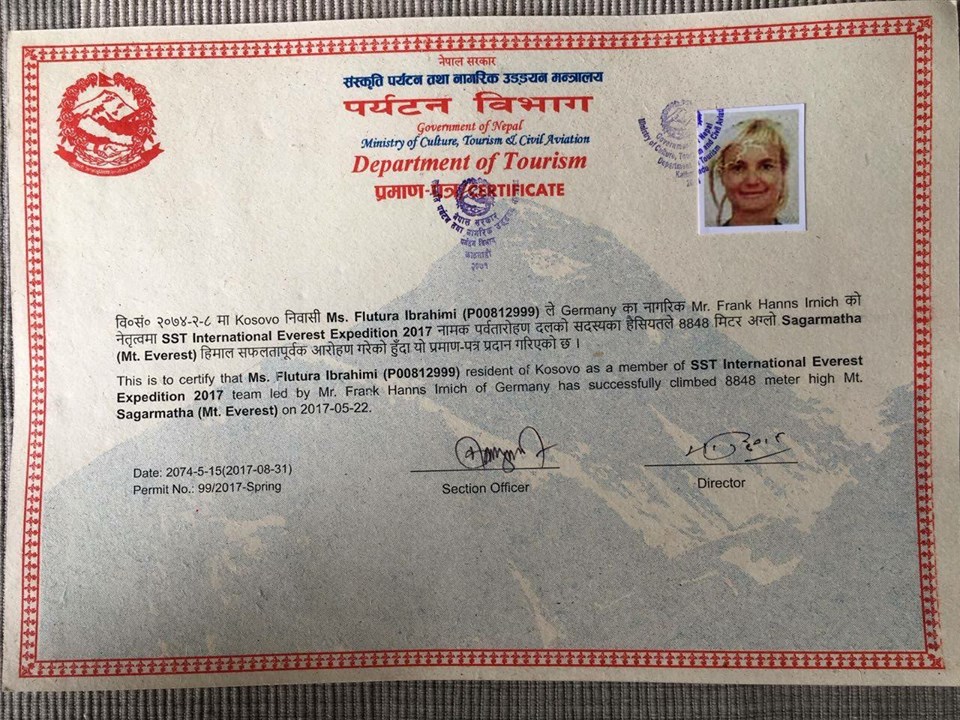 नेपाल सरकार
संस्कृति पर्यटन तथा नागरिक उड्डयन मन्त्रालय
पर्यटन विभाग
Government of Nepal
Ministry of Culture, Tourism & Civil Aviation
Department of Tourism
प्रमाण-पत्र/CERTIFICATE
नेपाल सरकार
पर्यटन विभाग
काठमाडौं
वि०सं० २०७४-२-८ मा Kosovo निवासी Ms. Flutura Ibrahimi (P00812999) ले Germany का नागरिक Mr. Frank Hanns Irnich को
नेतृत्वमा SST International Everest Expedition 2017 नामक पर्वतारोहण दलको सदस्यका हैसियतले 8848 मिटर अग्लो Sagarmatha
(Mt. Everest) हिमाल सफलतापूर्वक आरोहण गरेको हुँदा यो प्रमाण-पत्र प्रदान गरिएको छ ।
This is to certify that Ms. Flutura Ibrahimi (P00812999) resident of Kosovo as a member of SST International Everest
Expedition 2017 team led by Mr. Frank Hanns Irnich of Germany has successfully climbed 8848 meter high Mt.
Sagarmatha (Mt. Everest) on 2017-05-22.
Date: 2074-5-15(2017-08-31)
Permit No.: 99/2017-Spring
Section Officer
Director